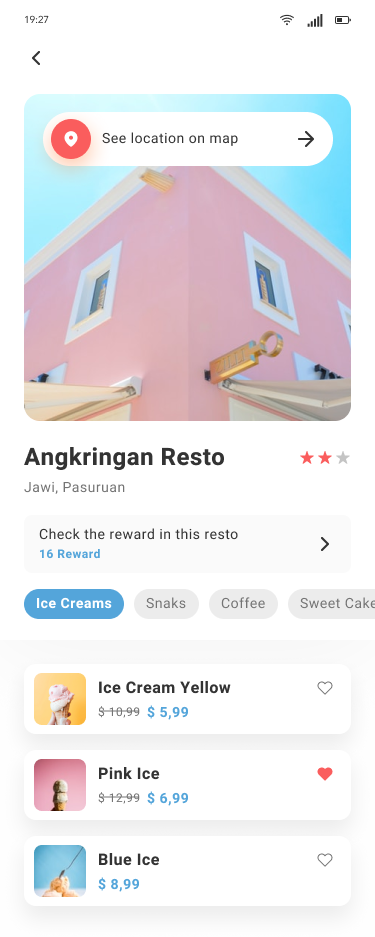 19:27
See location on map
Angkringan Resto
Jawi, Pasuruan
Check the reward in this resto
16 Reward
Ice Creams Snaks Coffee Sweet Cake
Ice Cream Yellow
$ 10,99 $ 5,99
Pink Ice
$ 12,99 $ 6,99
Blue Ice
$ 8,99